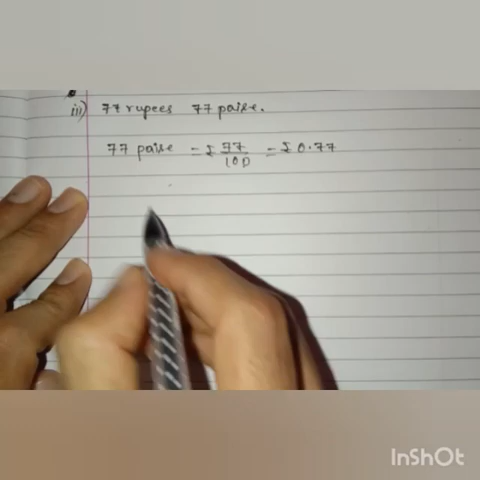 iii) 77 rupees 77 paise.
77 paise = ₹ 77/100 = ₹ 0.77
InShOt